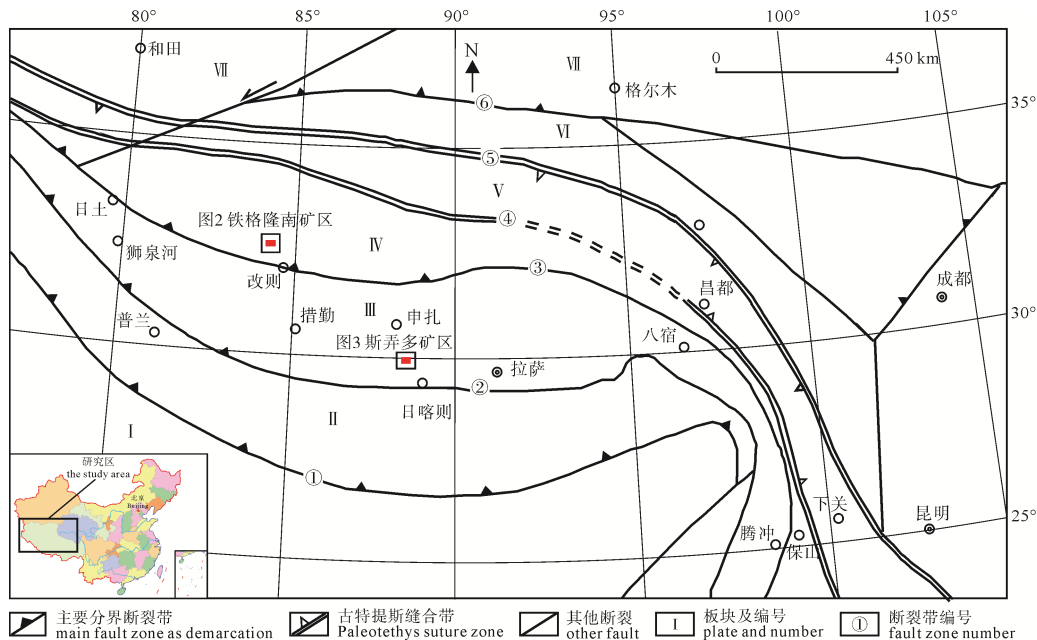 80° 85° 90° 95° 100° 105°
和田
Ⅶ
N
Ⅶ
0 450 km
格尔木
⑥
35°
Ⅵ
⑤
Ⅴ
日土
图2 铁格隆南矿区
④
狮泉河
Ⅳ
改则
③
成都
昌都
普兰
措勤
Ⅲ
申扎
30°
图3 斯弄多矿区
八宿
拉萨
②
日喀则
Ⅱ
Ⅰ
研究区
the study area
①
北京
Beijing
下关
昆明
25°
腾冲
保山
主要分界断裂带
main fault zone as demarcation
古特提斯缝合带
Paleotethys suture zone
其他断裂
other fault
Ⅰ
板块及编号
plate and number
①
断裂带编号
fault zone number